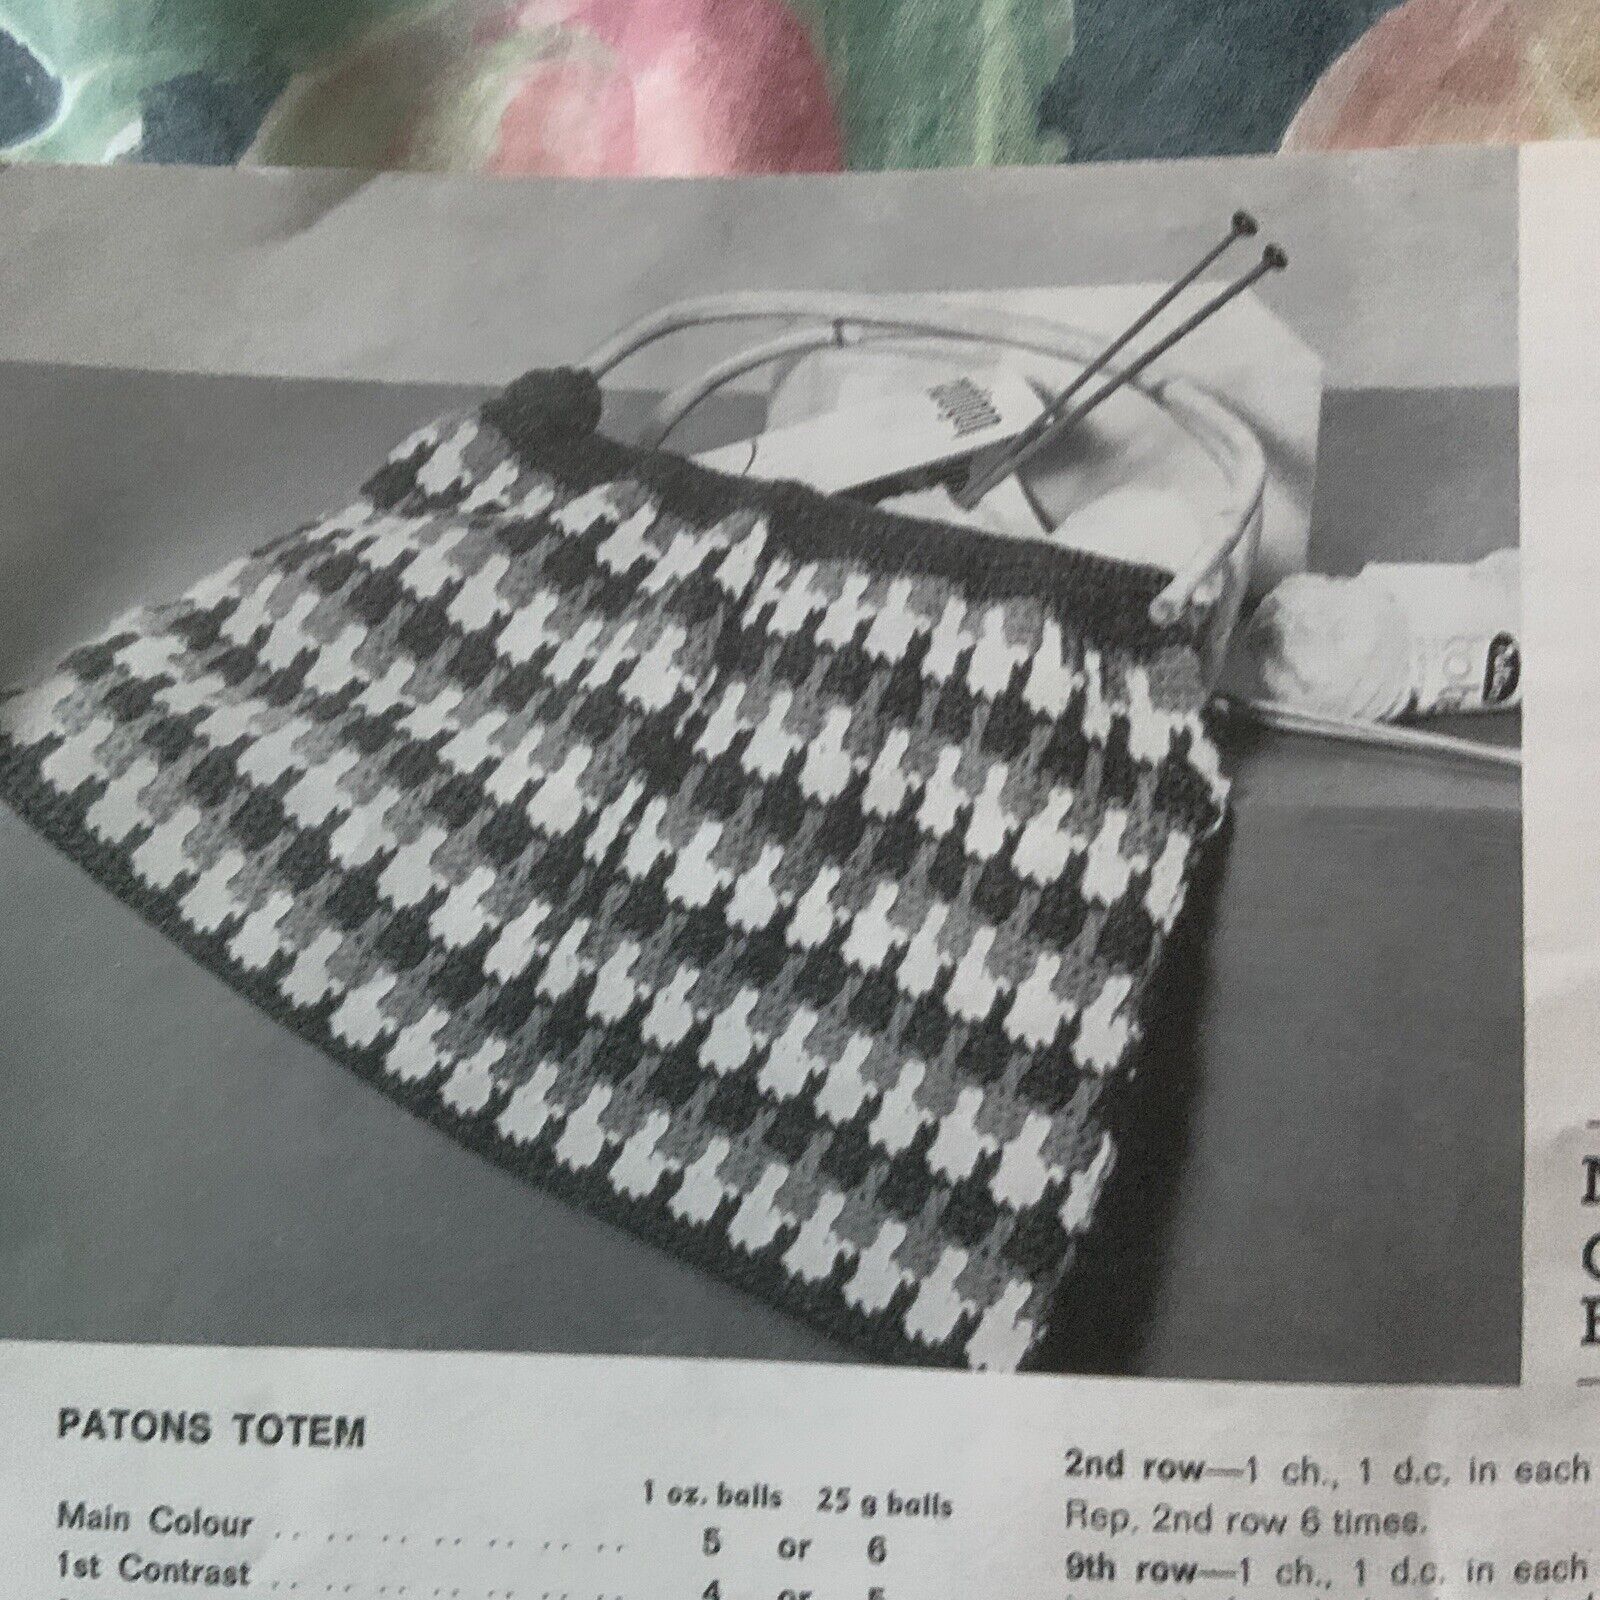 PATONS TOTEM
1 oz. balls 25 g balls
Main Colour .. .. .. .. .. .. .. 5 or 6
1st Contrast .. .. .. .. .. .. .. 4 or 5
2nd row—1 ch., 1 d.c. in each
Rep. 2nd row 6 times.
9th row—1 ch., 1 d.c. in each